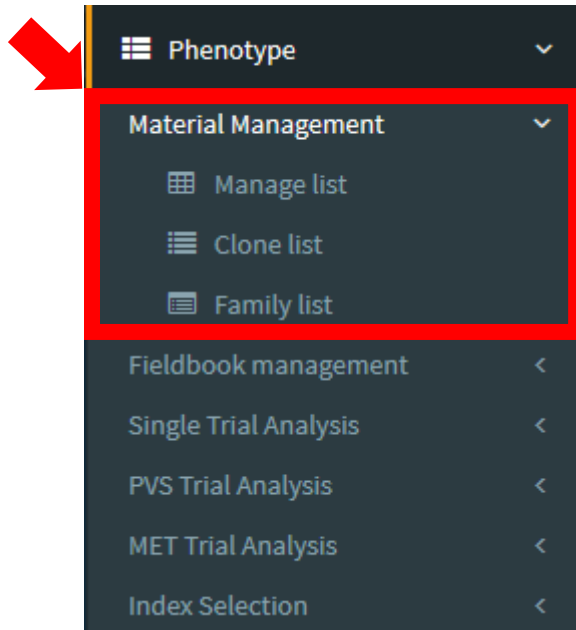 Phenotype
Material Management
Manage list
Clone list
Family list
Fieldbook management
Single Trial Analysis
PVS Trial Analysis
MET Trial Analysis
Index Selection